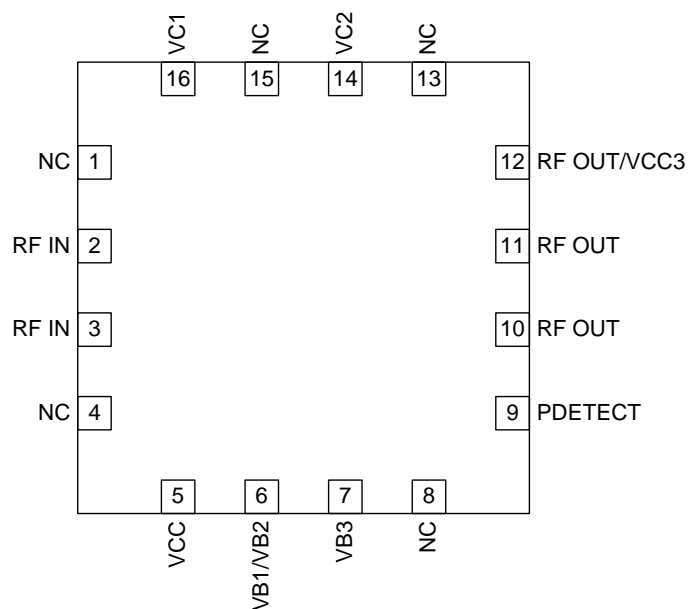 VC1
NC
VC2
NC
16
15
14
13
NC 1
12 RF OUT/VCC3
RF IN 2
11 RF OUT
RF IN 3
10 RF OUT
NC 4
9 PDETECT
5
6
7
8
VCC
VB1/VB2
VB3
NC